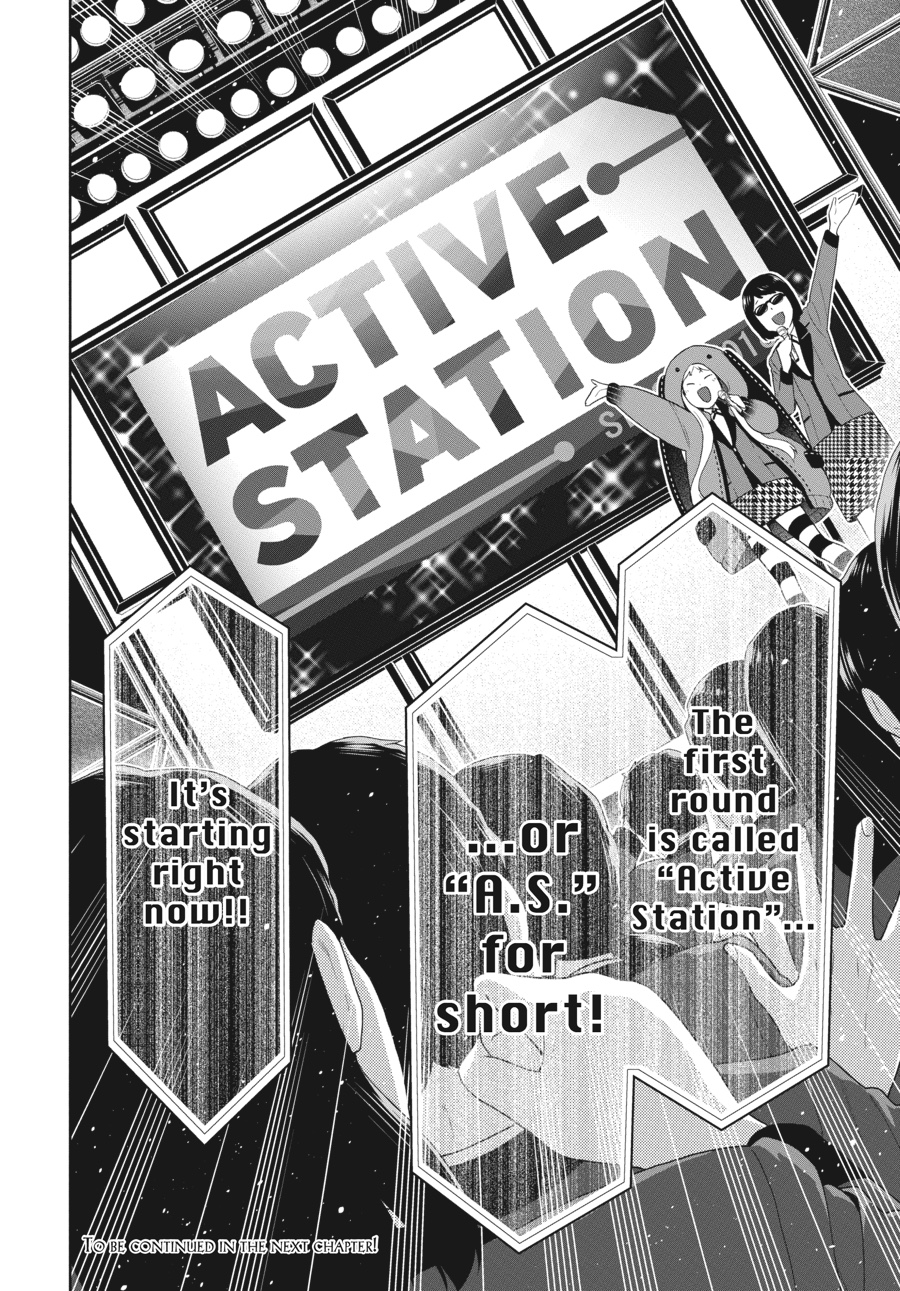 ACTIVE
STATION
The
first
round
is called
“Active
Station”...
...or
“A.S.”
for
short!
It's
starting
right
now!!
To be continued in the next chapter!